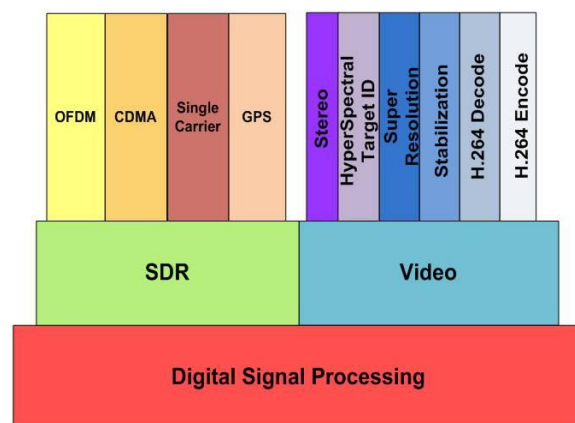 OFDM
CDMA
Single
Carrier
GPS
Stereo
HyperSpectral
Target ID
Super
Resolution
Stabilization
H.264 Decode
H.264 Encode
SDR
Video
Digital Signal Processing